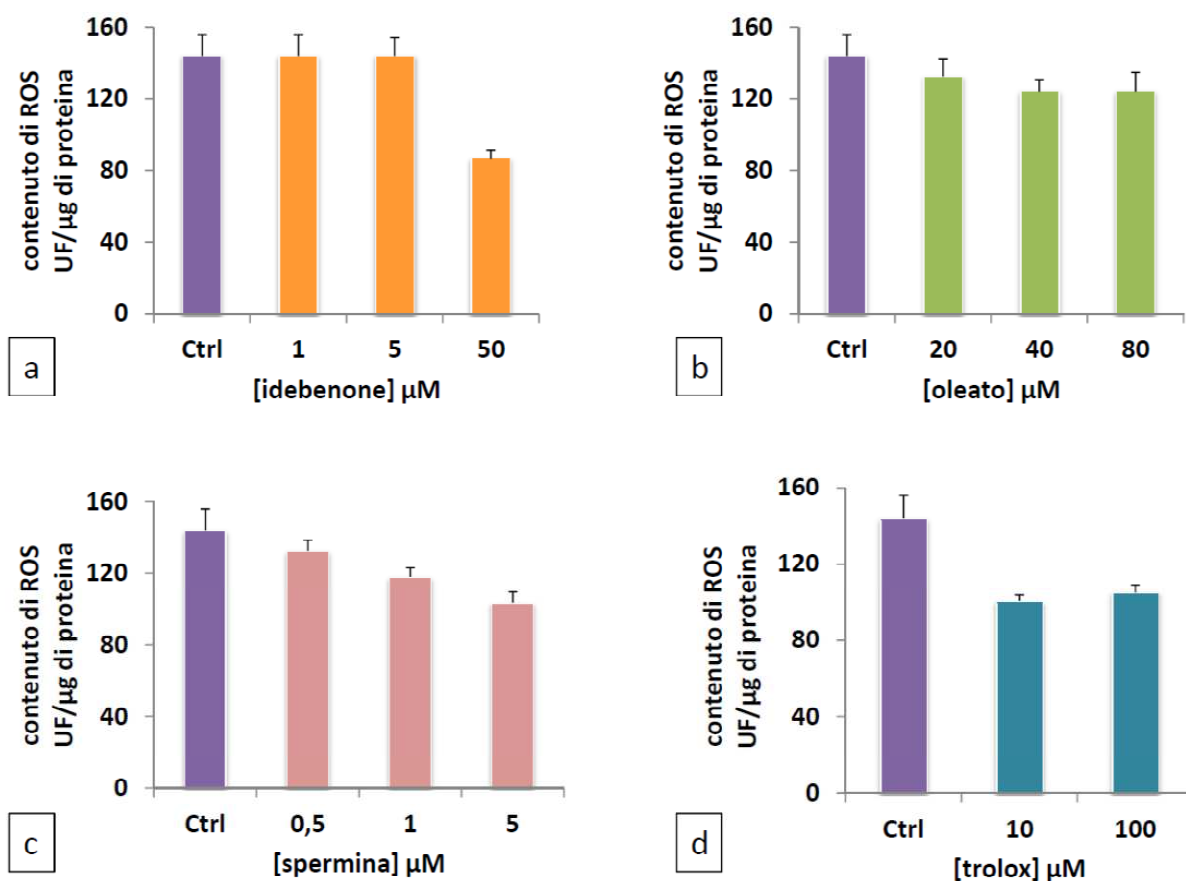 contenuto di ROS
UF/µg di proteina
160
120
80
40
0
Ctrl 1 5 50
[idebenone] µM
a
contenuto di ROS
UF/µg di proteina
160
120
80
40
0
Ctrl 20 40 80
[oleato] µM
b
contenuto di ROS
UF/µg di proteina
160
120
80
40
0
Ctrl 0,5 1 5
[spermina] µM
c
contenuto di ROS
UF/µg di proteina
160
120
80
40
0
Ctrl 10 100
[trolox] µM
d